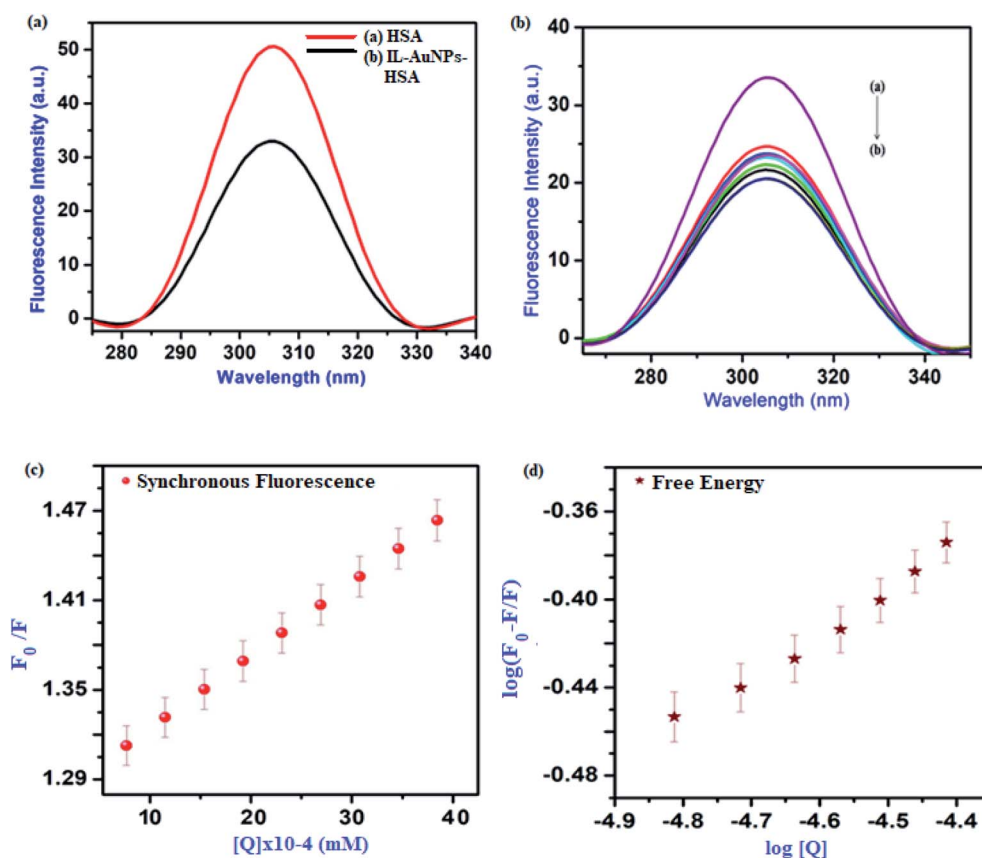 (a)
(a) HSA
(b) IL-AuNPs-
HSA
50
40
30
20
10
0
280 290 300 310 320 330 340
Fluorescence Intensity (a.u.)
Wavelength (nm)
(b)
(a)
(b)
40
30
20
10
0
280 300 320 340
Fluorescence Intensity (a.u.)
Wavelength (nm)
(c)
Synchronous Fluorescence
1.47
1.41
1.35
1.29
10 20 30 40
F0 /F
[Q]x10-4 (mM)
(d)
Free Energy
-0.36
-0.40
-0.44
-0.48
-4.9 -4.8 -4.7 -4.6 -4.5 -4.4
log(F0-F/F)
log [Q]